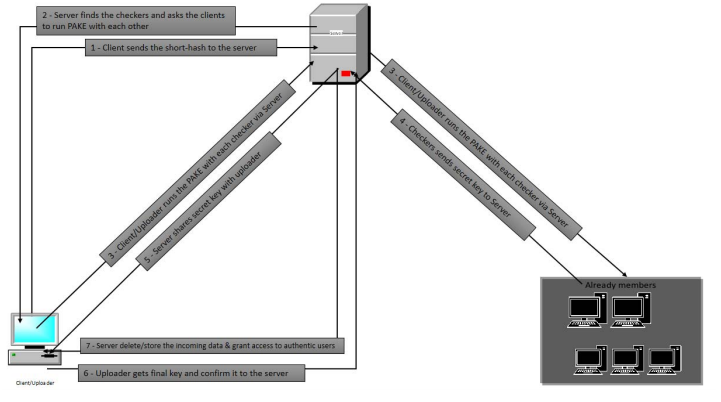 2 - Server finds the checkers and asks the clients
to run PAKE with each other
Server
1 - Client sends the short-hash to the server
3 - Client/Uploader runs the PAKE with each checker via Server
5 - Server shares secret key with uploader
3 - Client/Uploader runs the PAKE with each checker via Server
4 - Checkers sends secret key to Server
Already members
7 - Server delete/store the incoming data & grant access to authentic users
6 - Uploader gets final key and confirm it to the server
Client/Uploader